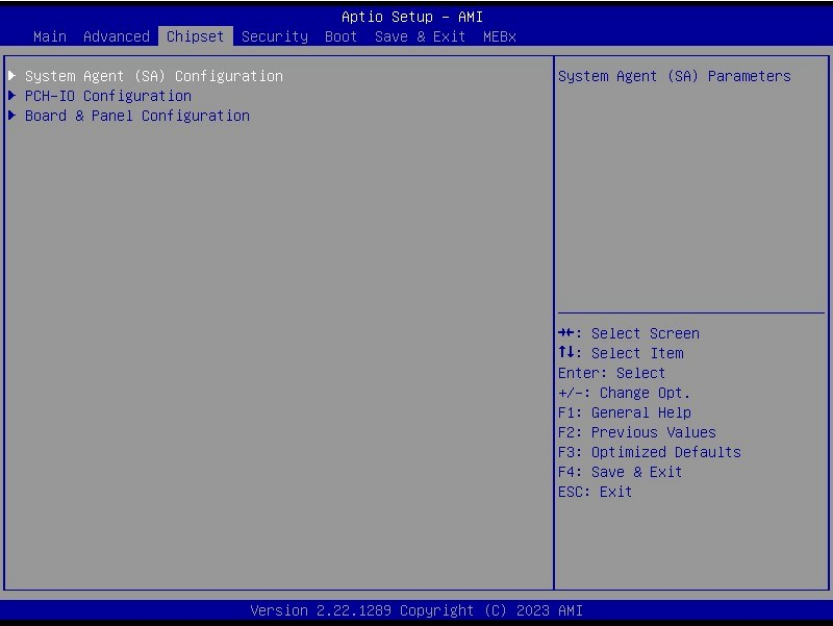 Aptio Setup – AMI
Main Advanced Chipset Security Boot Save & Exit MEBx
System Agent (SA) Configuration
PCH-IO Configuration
Board & Panel Configuration
System Agent (SA) Parameters
→←: Select Screen
↑↓: Select Item
Enter: Select
+/-: Change Opt.
F1: General Help
F2: Previous Values
F3: Optimized Defaults
F4: Save & Exit
ESC: Exit
Version 2.22.1289 Copyright (C) 2023 AMI